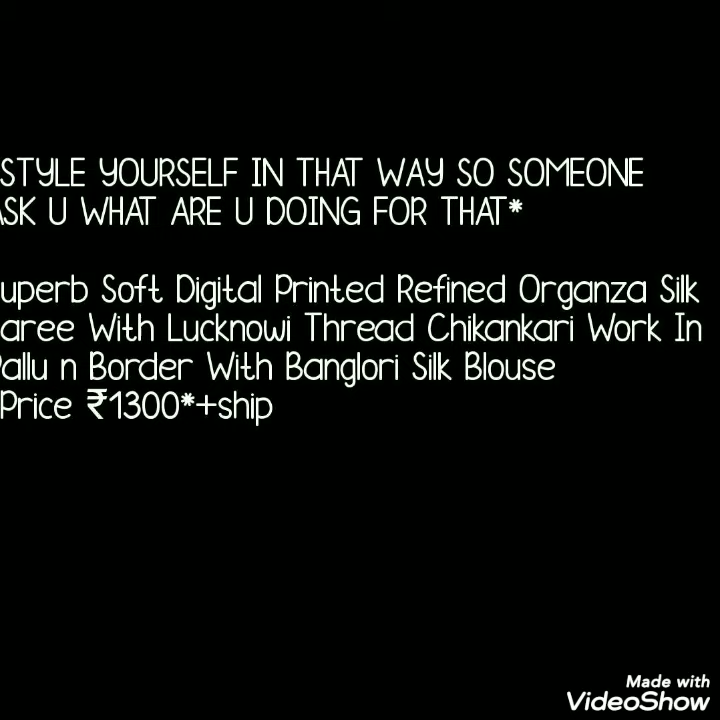 STYLE YOURSELF IN THAT WAY SO SOMEONE
ASK U WHAT ARE U DOING FOR THAT*
uperb Soft Digital Printed Refined Organza Silk
aree With Lucknowi Thread Chikankari Work In
Pallu n Border With Banglori Silk Blouse
Price ₹1300*+ship
Made with
VideoShow